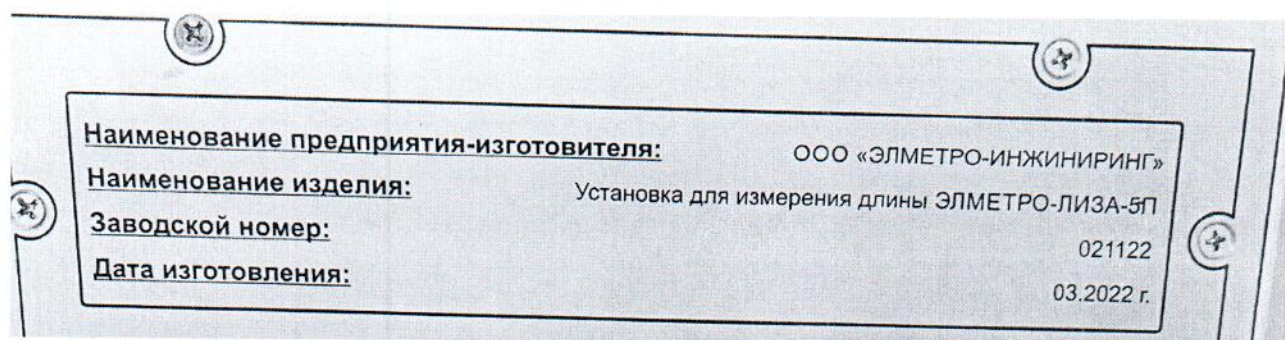 Наименование предприятия-изготовителя: ООО «ЭЛМЕТРО-ИНЖИНИРИНГ»
Наименование изделия: Установка для измерения длины ЭЛМЕТРО-ЛИЗА-5П
Заводской номер: 021122
Дата изготовления: 03.2022 г.